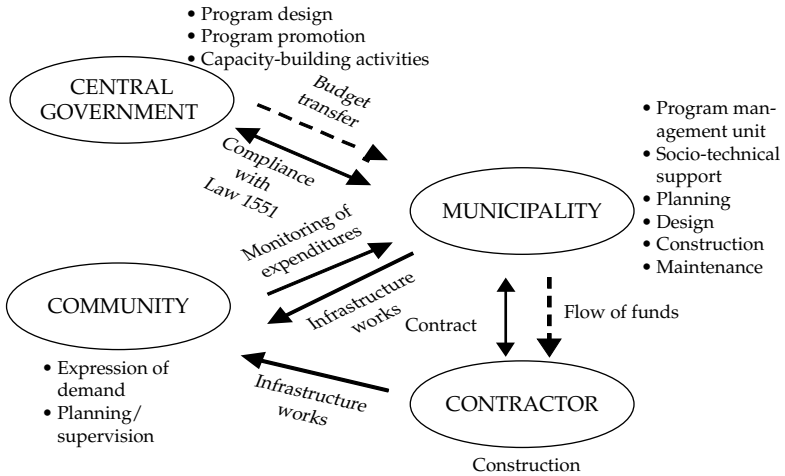 • Program design
• Program promotion
• Capacity-building activities
CENTRAL
GOVERNMENT
Budget
transfer
Compliance
with
Law 1551
• Program man-
agement unit
• Socio-technical
support
• Planning
• Design
• Construction
• Maintenance
MUNICIPALITY
Monitoring of
expenditures
Infrastructure
works
COMMUNITY
• Expression of
demand
• Planning/
supervision
Contract
Flow of funds
Infrastructure
works
CONTRACTOR
Construction